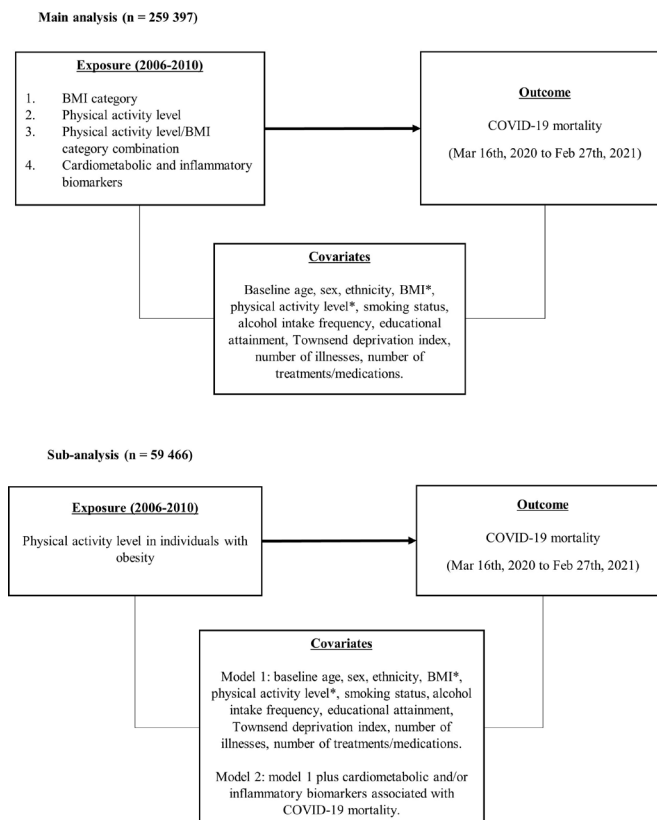 Main analysis (n = 259 397)
Exposure (2006-2010)
1. BMI category
2. Physical activity level
3. Physical activity level/BMI
category combination
4. Cardiometabolic and inflammatory
biomarkers
Outcome
COVID-19 mortality
(Mar 16th, 2020 to Feb 27th, 2021)
Covariates
Baseline age, sex, ethnicity, BMI*,
physical activity level*, smoking status,
alcohol intake frequency, educational
attainment, Townsend deprivation index,
number of illnesses, number of
treatments/medications.
Sub-analysis (n = 59 466)
Exposure (2006-2010)
Physical activity level in individuals with
obesity
Outcome
COVID-19 mortality
(Mar 16th, 2020 to Feb 27th, 2021)
Covariates
Model 1: baseline age, sex, ethnicity, BMI*,
physical activity level*, smoking status, alcohol
intake frequency, educational attainment,
Townsend deprivation index, number of
illnesses, number of treatments/medications.
Model 2: model 1 plus cardiometabolic and/or
inflammatory biomarkers associated with
COVID-19 mortality.